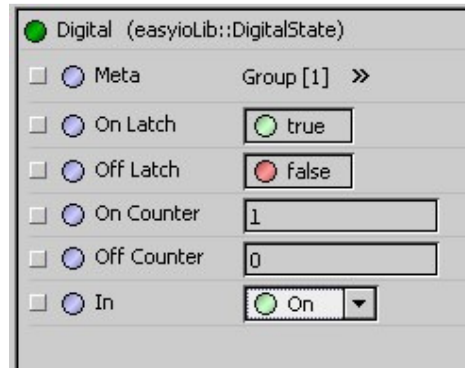 Digital (easyioLib::DigitalState)
Meta Group [1] »
On Latch true
Off Latch false
On Counter 1
Off Counter 0
In On